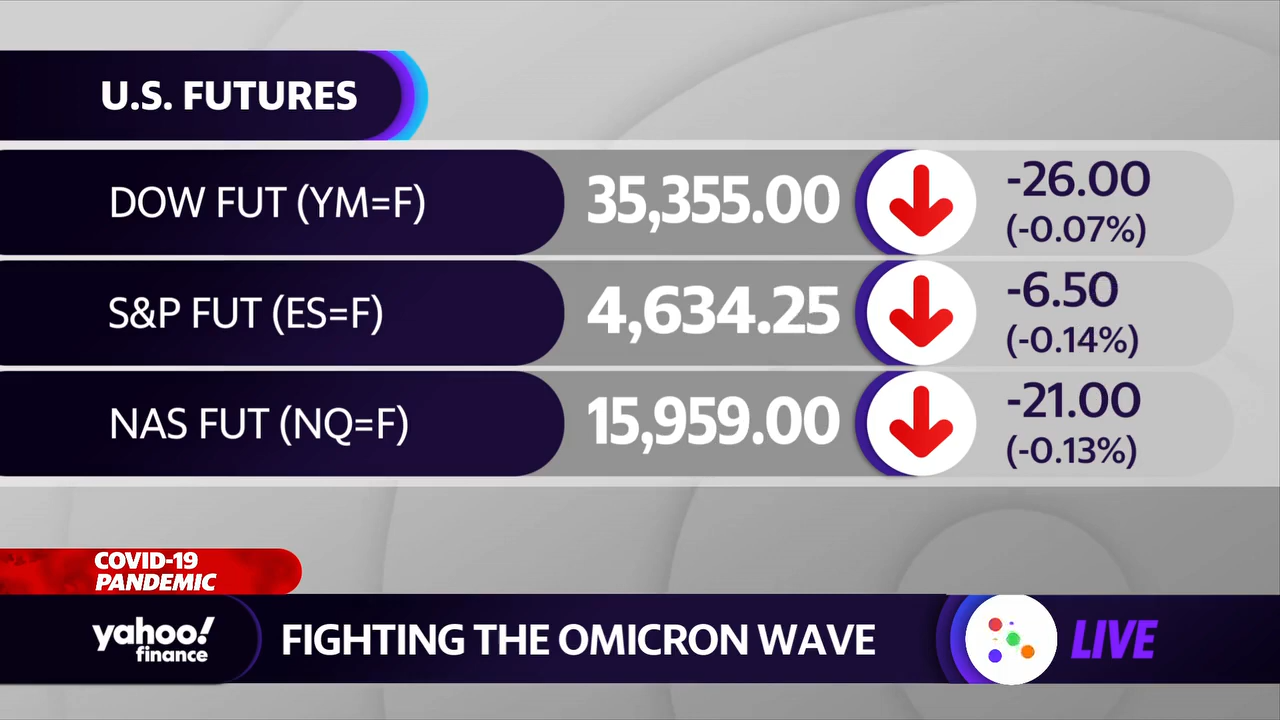 U.S. FUTURES
DOW FUT (YM=F) 35,355.00 -26.00
(-0.07%)
S&P FUT (ES=F) 4,634.25 -6.50
(-0.14%)
NAS FUT (NQ=F) 15,959.00 -21.00
(-0.13%)
COVID-19
PANDEMIC
yahoo!
finance
FIGHTING THE OMICRON WAVE
LIVE